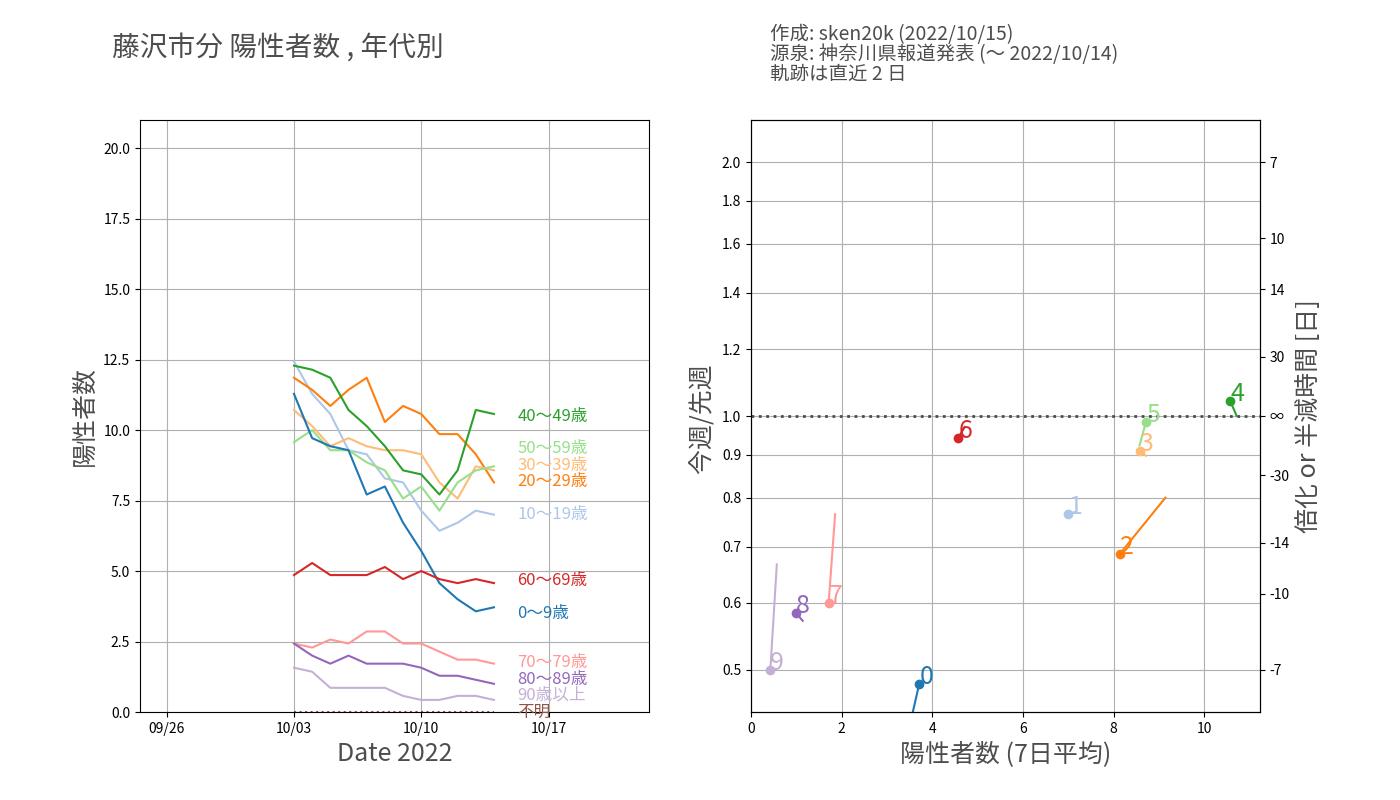 藤沢市分 陽性者数 , 年代別
作成: sken20k (2022/10/15)
源泉: 神奈川県報道発表 (～ 2022/10/14)
軌跡は直近 2 日
陽性者数
20.0
17.5
15.0
12.5
10.0
7.5
5.0
2.5
0.0
40～49歳
50～59歳
30～39歳
20～29歳
10～19歳
60～69歳
0～9歳
70～79歳
80～89歳
90歳以上
不明
09/26
10/03
10/10
10/17
Date 2022
今週/先週
2.0
1.8
1.6
1.4
1.2
1.0
0.9
0.8
0.7
0.6
0.5
4
5
6
3
1
2
7
8
9
0
0
2
4
6
8
10
陽性者数 (7日平均)
7
10
14
30
∞
-30
-14
-10
-7
倍化 or 半減時間 [日]